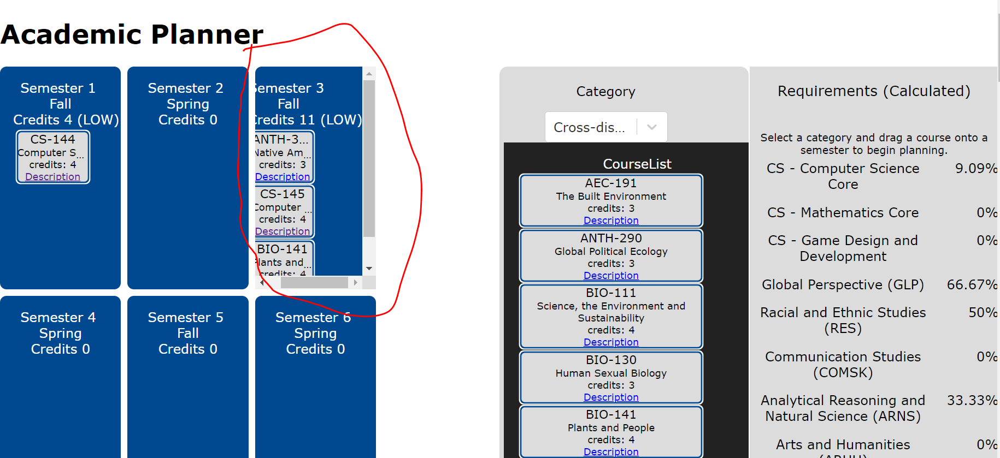 Academic Planner
Semester 1
Fall
Credits 4 (LOW)
CS-144
Computer S...
credits: 4
Description
Semester 2
Spring
Credits 0
Semester 3
Fall
Credits 11 (LOW)
ANTH-3...
Native Am...
credits: 3
Description
CS-145
Computer ...
credits: 4
Description
BIO-141
Plants and...
credits: 4
Semester 4
Spring
Credits 0
Semester 5
Fall
Credits 0
Semester 6
Spring
Credits 0
Category
Cross-dis...
CourseList
AEC-191
The Built Environment
credits: 3
Description
ANTH-290
Global Political Ecology
credits: 3
Description
BIO-111
Science, the Environment and
Sustainability
credits: 4
Description
BIO-130
Human Sexual Biology
credits: 3
Description
BIO-141
Plants and People
credits: 4
Description
Requirements (Calculated)
Select a category and drag a course onto a
semester to begin planning.
CS - Computer Science 9.09%
Core
CS - Mathematics Core 0%
CS - Game Design and 0%
Development
Global Perspective (GLP) 66.67%
Racial and Ethnic Studies 50%
(RES)
Communication Studies 0%
(COMSK)
Analytical Reasoning and 33.33%
Natural Science (ARNS)
Arts and Humanities 0%